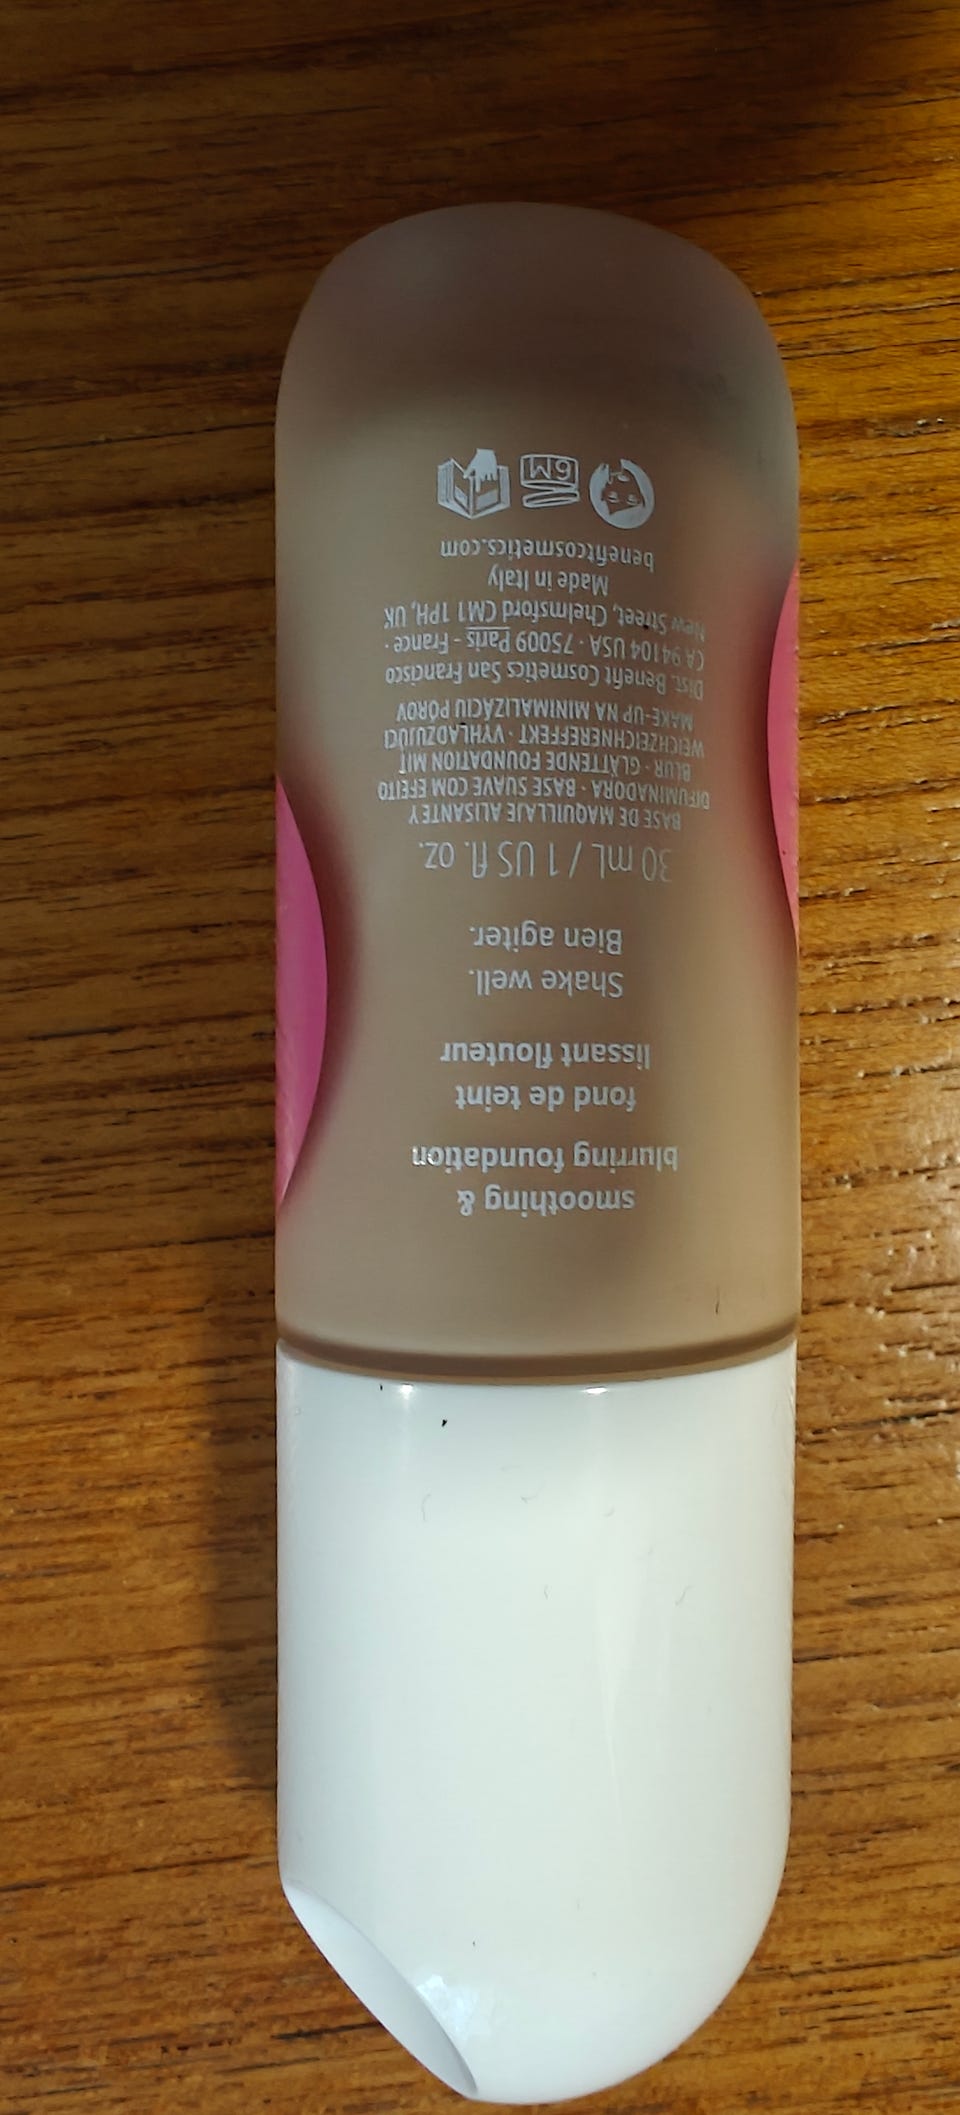 smoothing &
blurring foundation
fond de teint
lissant flouteur
Shake well.
Bien agiter.
30 mL / 1 US fl. oz.
BASE DE MAQUILLAJE ALISANTE Y
DIFUMINADORA · BASE SUAVE COM EFEITO
BLUR · GLÄTTENDE FOUNDATION MIT
WEICHZEICHNEREFFEKT · VYHLADZUJÚCI
MAKE-UP NA MINIMALIZÁCIU PÓROV
Dist. Benefit Cosmetics San Francisco
CA 94104 USA · 75009 Paris - France ·
New Street, Chelmsford CM1 1PH, UK
Made in Italy
benefitcosmetics.com
6M